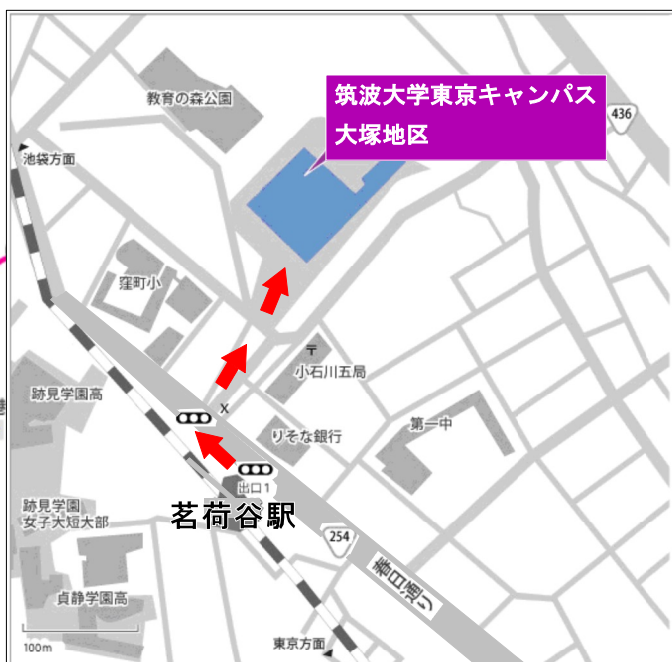 筑波大学東京キャンパス
大塚地区
436
教育の森公園
池袋方面
窪町小
〒
小石川五局
跡見学園高
x
りそな銀行
第一中
出口1
茗荷谷駅
跡見学園
女子大短大部
254
春日通り
貞静学園高
100m
東京方面